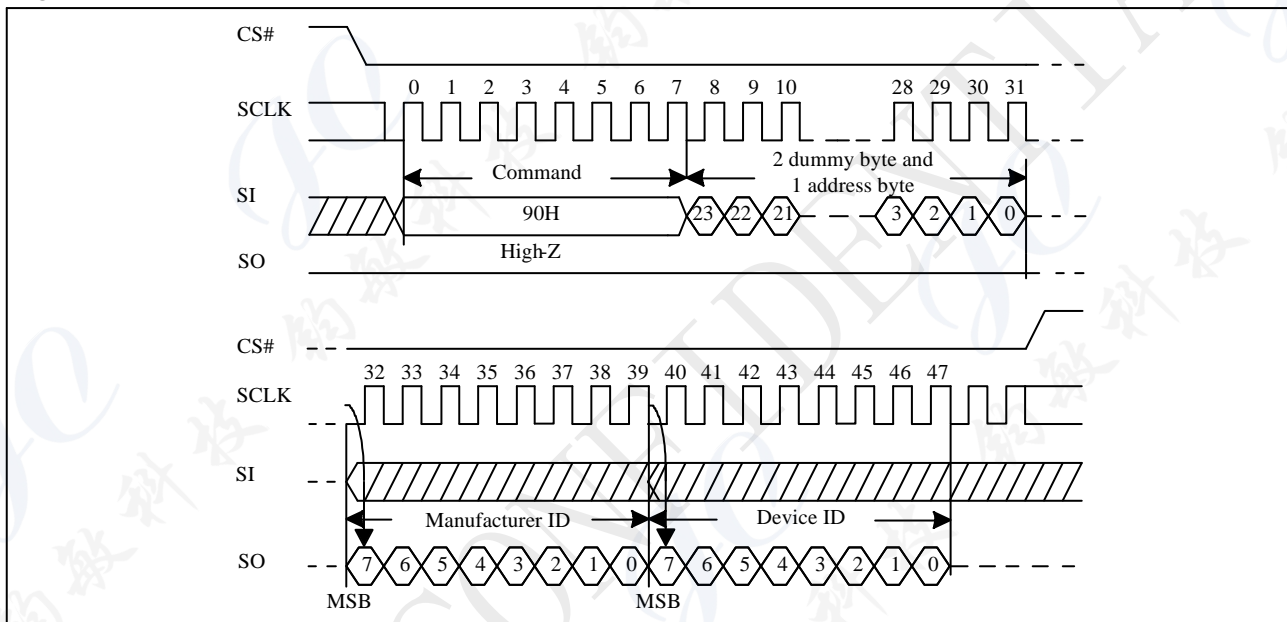 CS#
0 1 2 3 4 5 6 7 8 9 10 28 29 30 31
SCLK
Command
2 dummy byte and
1 address byte
SI
90H
23 22 21 3 2 1 0
High-Z
SO
CS#
32 33 34 35 36 37 38 39 40 41 42 43 44 45 46 47
SCLK
SI
Manufacturer ID
Device ID
SO
7 6 5 4 3 2 1 0 7 6 5 4 3 2 1 0
MSB MSB